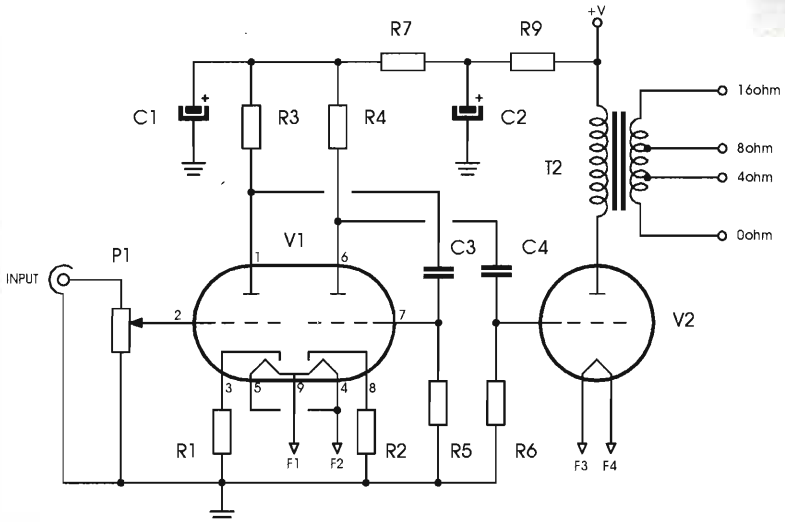 +V
R7
R9
C1
+
R3
R4
+
C2
16ohm
8ohm
T2
4ohm
0ohm
P1
V1
1
6
C3
C4
INPUT
2
7
V2
3
5
9
4
8
R1
F1
F2
R2
R5
R6
F3
F4